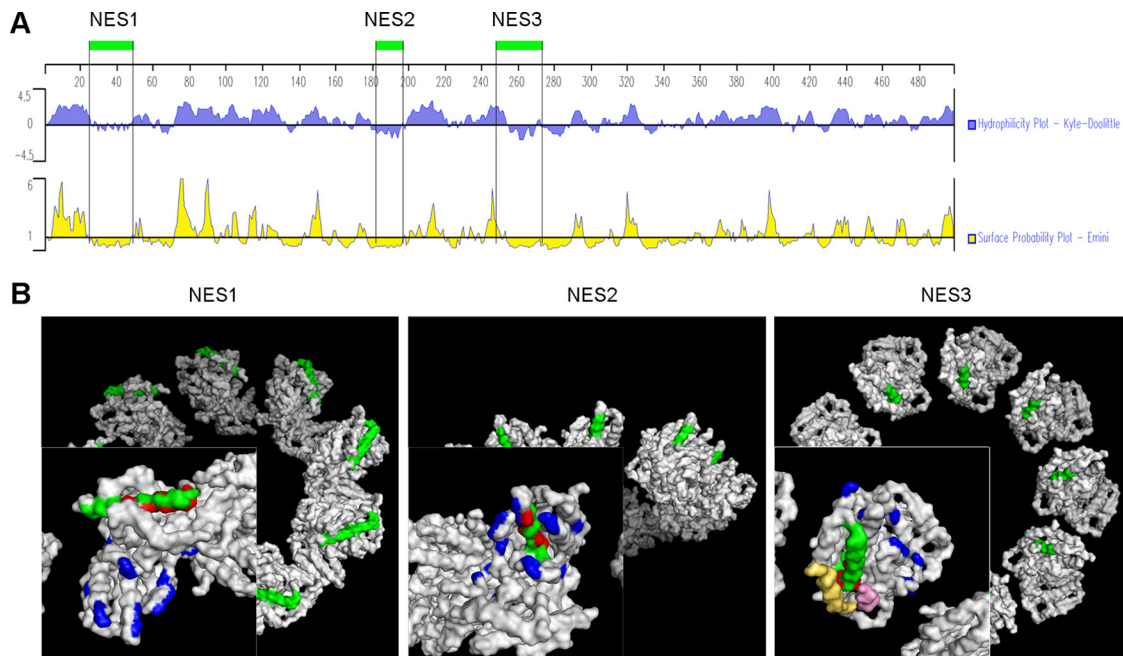 A
NES1 NES2 NES3
20 40 60 80 100 120 140 160 180 200 220 240 260 280 300 320 340 360 380 400 420 440 460 480
4.5
0
-4.5
Hydrophilicity Plot - Kyte-Doolittle
6
1
Surface Probability Plot - Emini
B
NES1 NES2 NES3